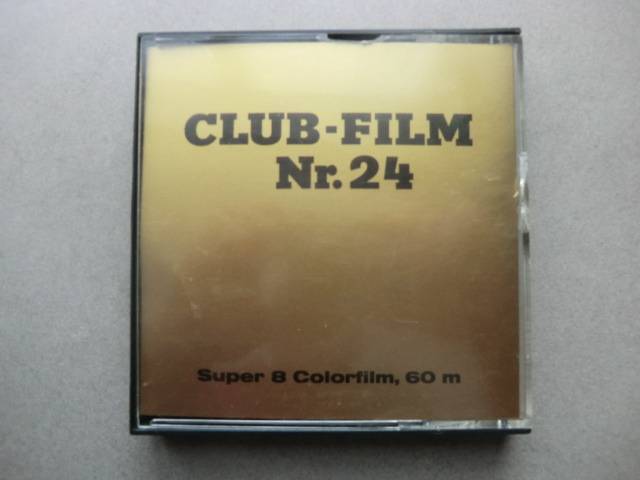 CLUB-FILM
Nr. 24
Super 8 Colorfilm, 60 m